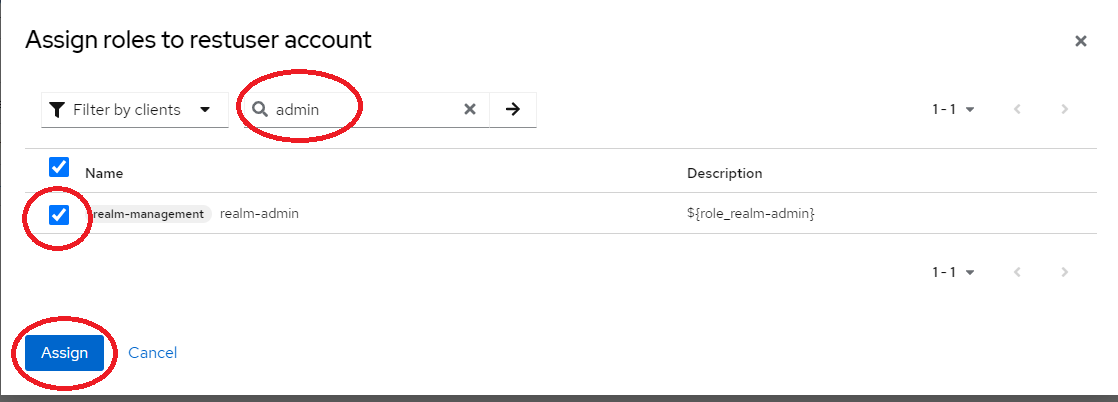 Assign roles to restuser account
Filter by clients admin 1 - 1
Name Description
realm-management realm-admin ${role_realm-admin}
1 - 1
Assign Cancel